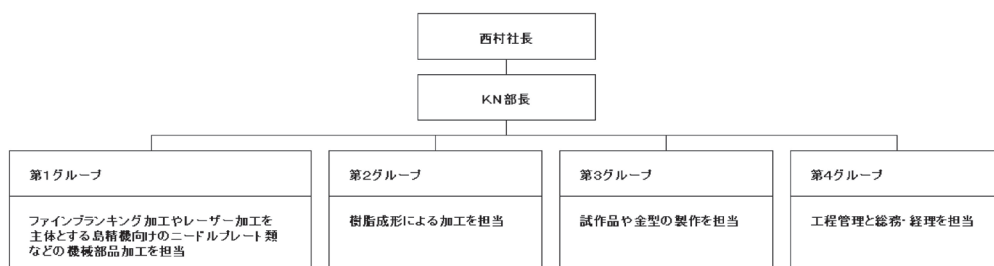 西村社長
KN部長
第1グループ
第2グループ
第3グループ
第4グループ
ファインブランキング加工やレーザー加工を
主体とする島精機向けのニードルプレート類
などの機械部品加工を担当
樹脂成形による加工を担当
試作品や金型の製作を担当
工程管理と総務・経理を担当